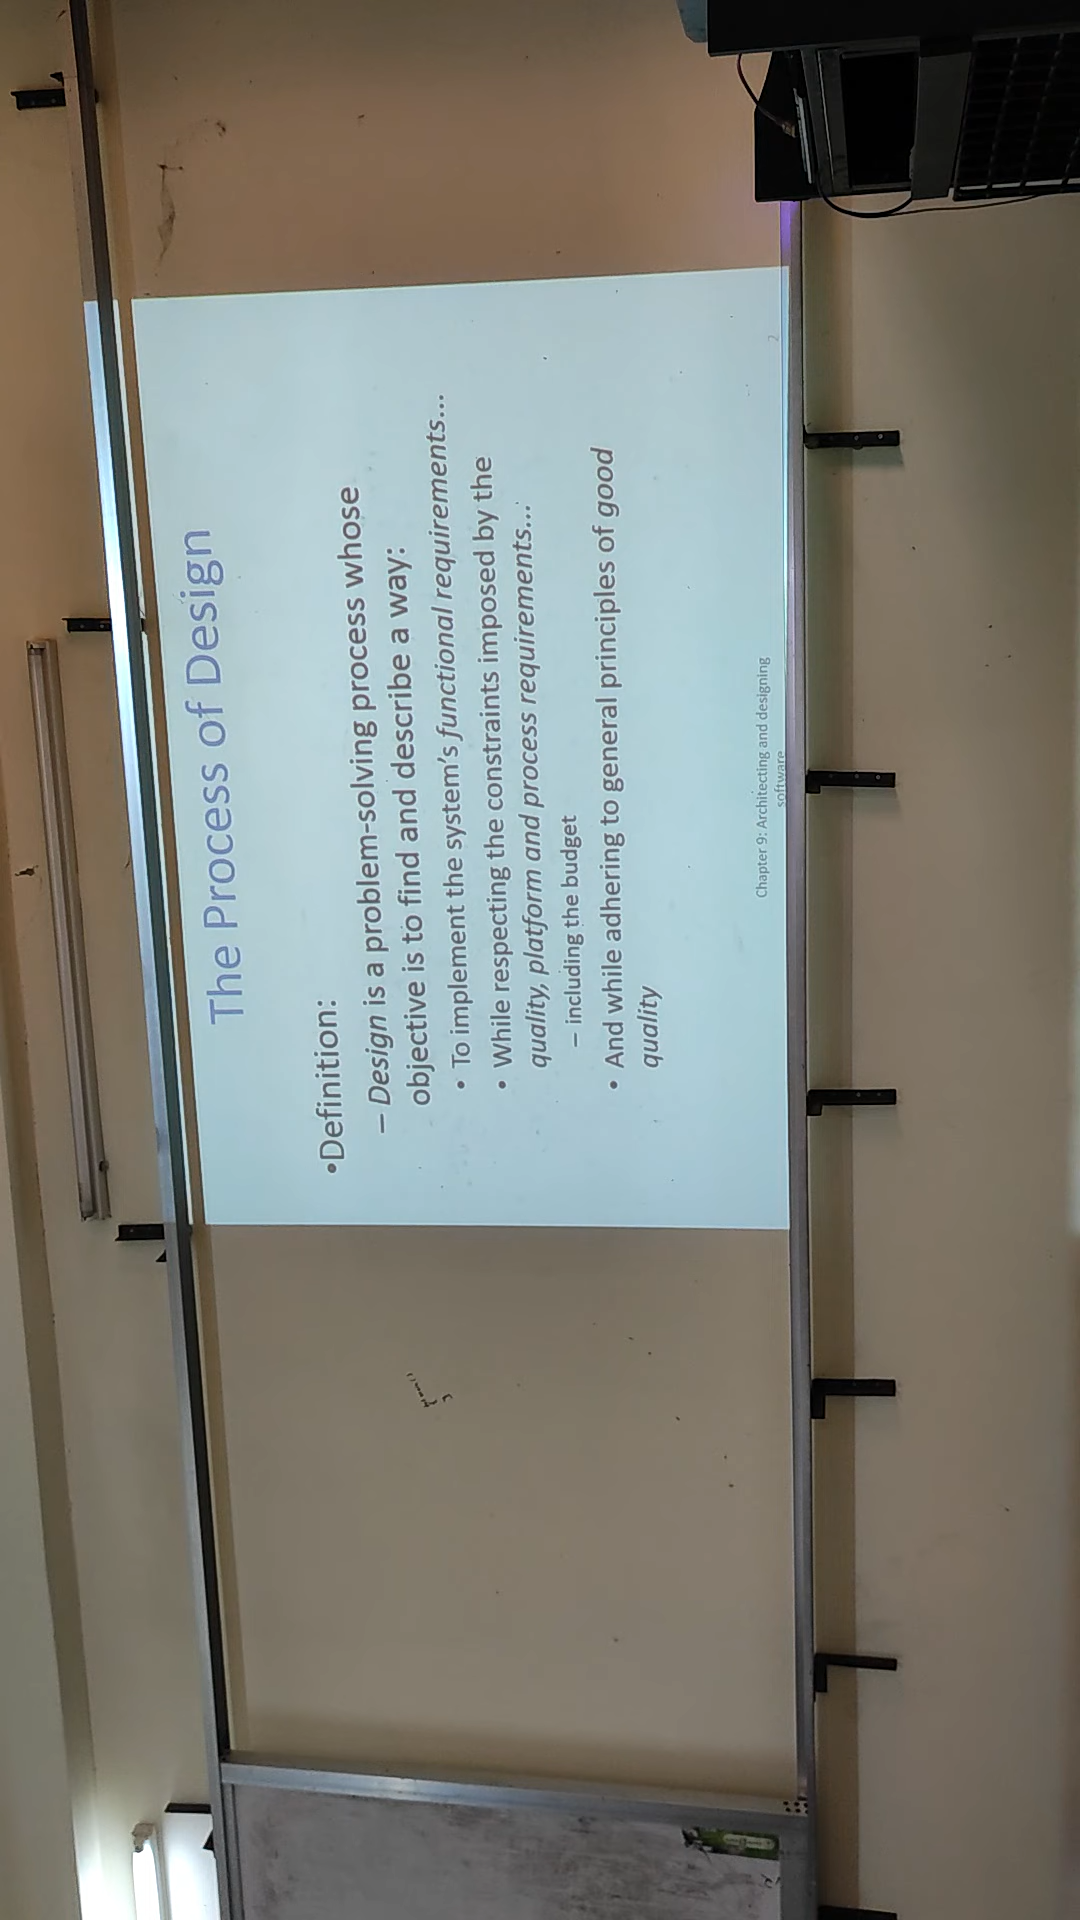 The Process of Design
•Definition:
– Design is a problem-solving process whose
objective is to find and describe a way:
• To implement the system's functional requirements...
• While respecting the constraints imposed by the
quality, platform and process requirements...
– including the budget
• And while adhering to general principles of good
quality
Chapter 9: Architecting and designing
software
2